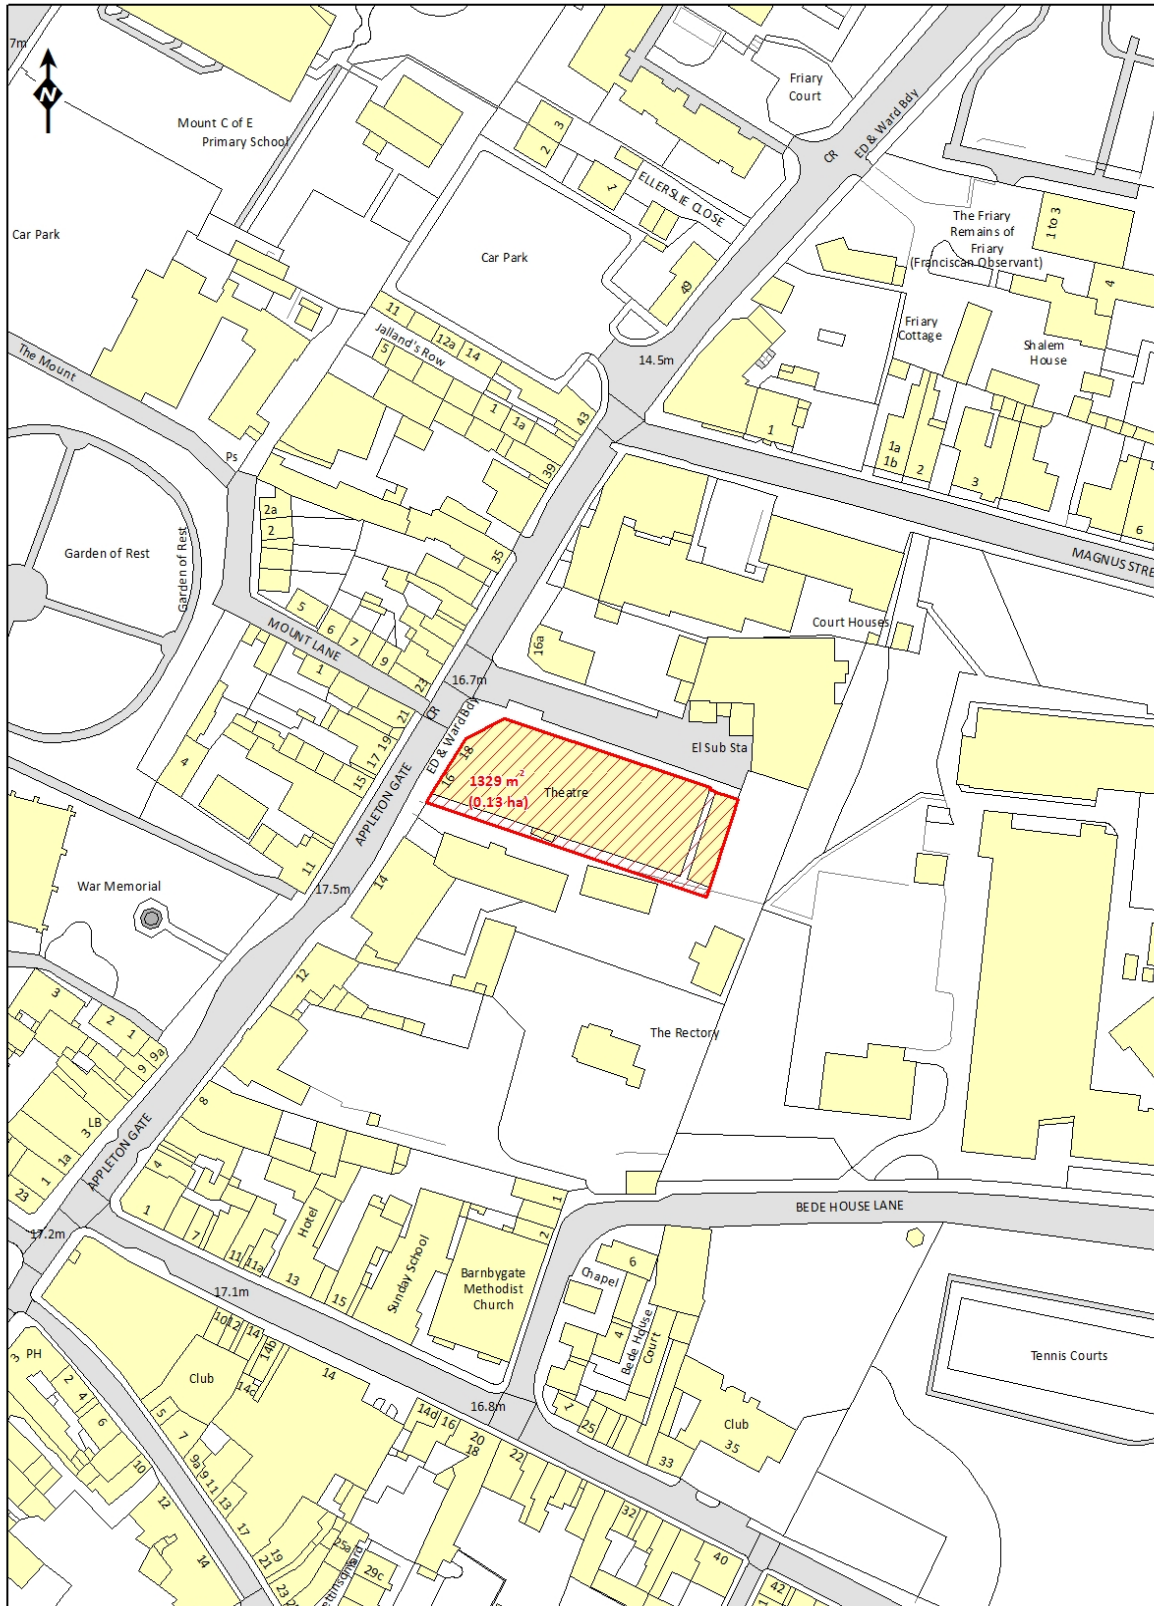 7m
N
Mount C of E
Primary School
Car Park
Friary
Court
CR
ED & Ward Bdy
3
2
1
ELLERSLIE CLOSE
Car Park
49
The Friary
Remains of
Friary
(Franciscan Observant)
1 to 3
4
Friary
Cottage
Shalem
House
11
12a
14
Jalland's Row
5
1
1a
43
39
14.5m
1
1a
1b
2
3
6
MAGNUS STRE
The Mount
Ps
2a
2
35
Garden of Rest
Garden of Rest
5
6
7
9
MOUNT LANE
1
23
21
19
17
15
4
11
CR
ED & Ward Bdy
16a
16.7m
Court Houses
El Sub Sta
18
16
1329 m²
(0.13 ha)
Theatre
APPLETON GATE
17.5m
14
War Memorial
12
The Rectory
3
2
1
9a
9
LB
3
1a
1
23
8
APPLETON GATE
4
1
7
11
11a
Hotel
13
15
Sunday School
Barnbygate
Methodist
Church
1
2
BEDE HOUSE LANE
17.2m
17.1m
6
Chapel
4
Bede House
Court
Tennis Courts
10
12
14
14b
14c
14
Club
PH
3
2
4
6
5
7
9a
9
11
13
17
10
12
14
19
21
23
25a
29c
16.8m
14d
16
20
18
22
1
25
33
Club
35
32
40
42